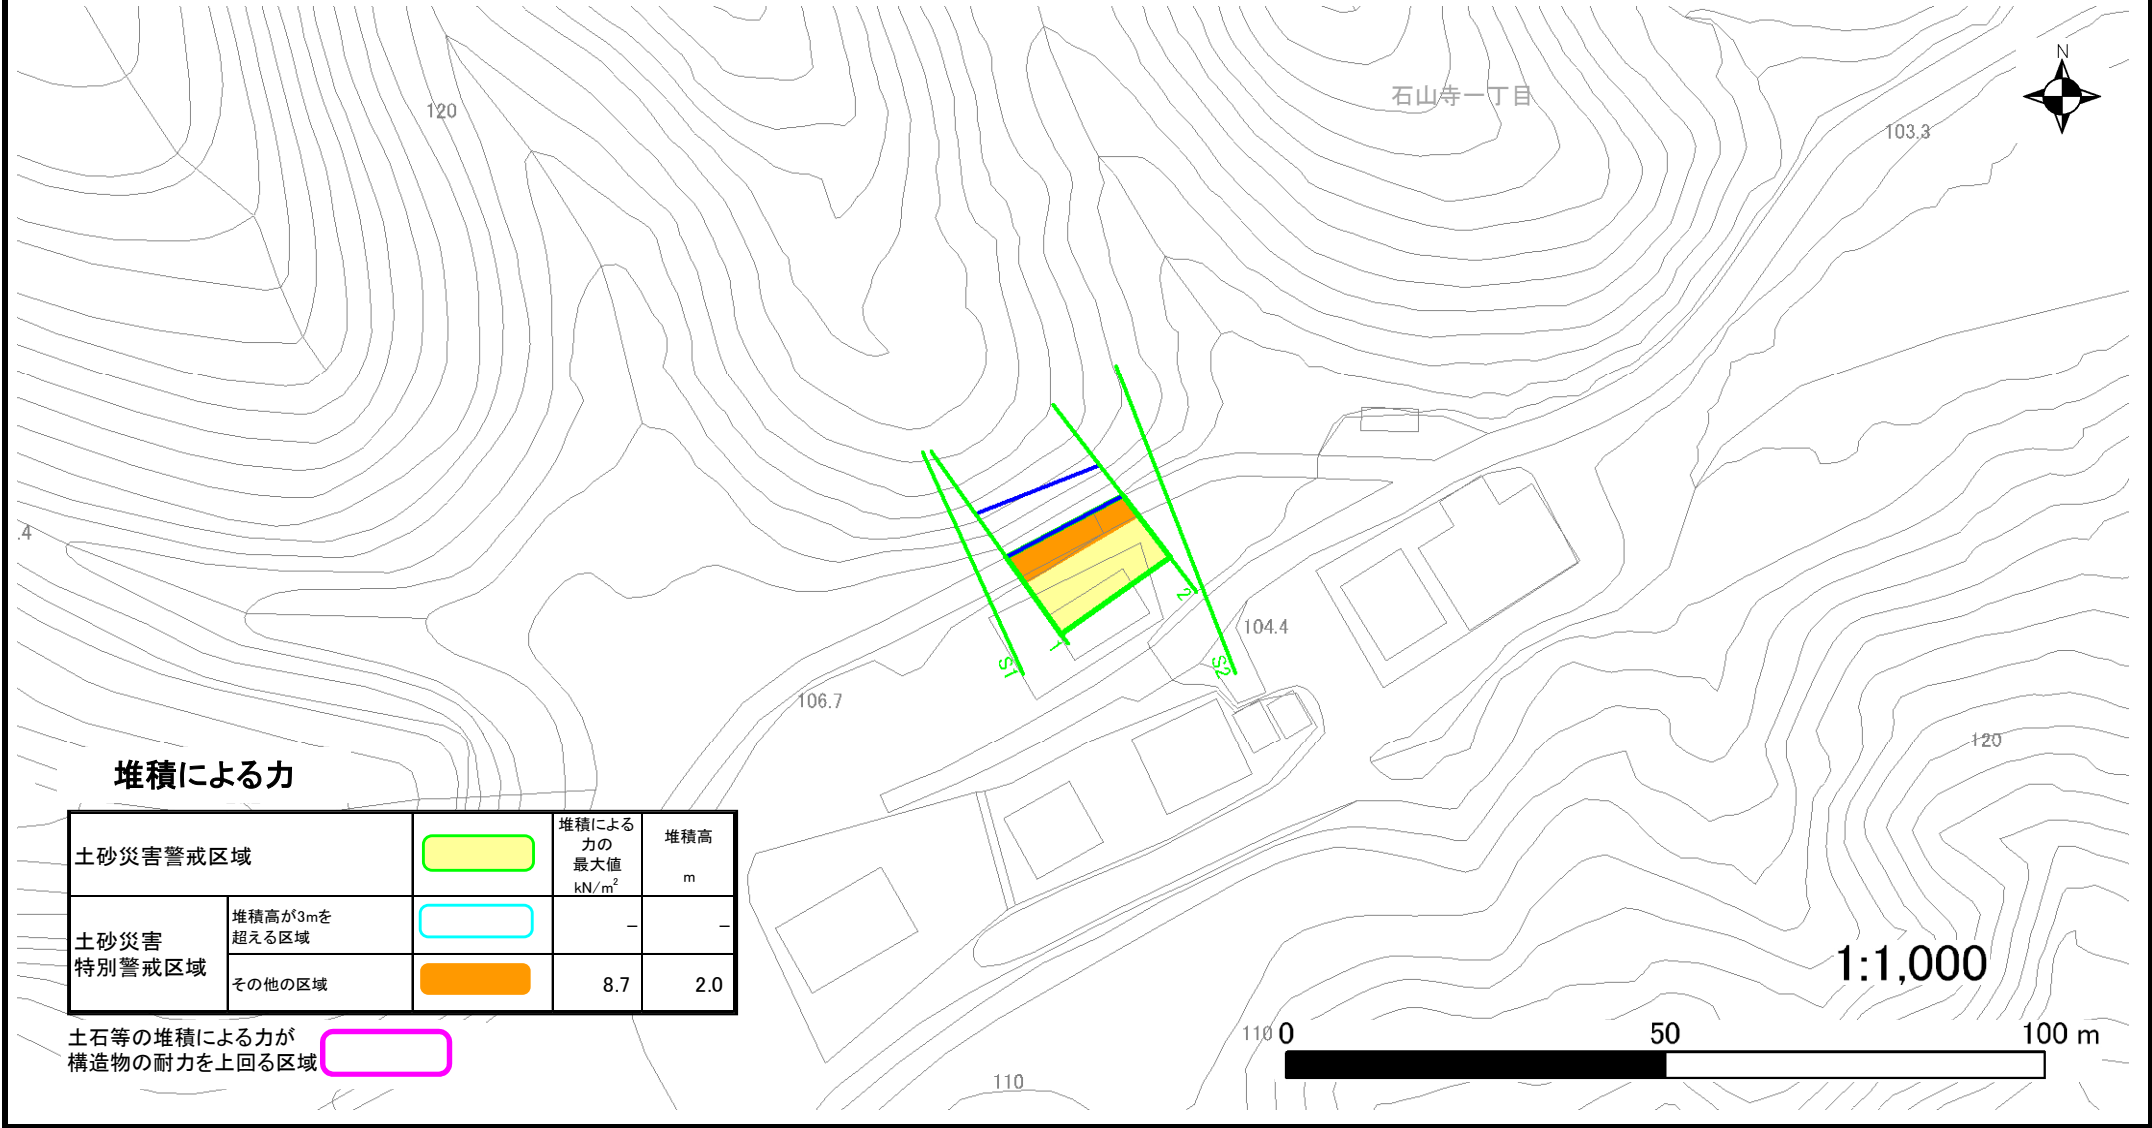 N
石山寺一丁目
120
103.3
.4
2
1
S1
S2
104.4
106.7
120
堆積による力
堆積による
力の
最大値
kN/m²
堆積高
m
土砂災害警戒区域
土砂災害
特別警戒区域
堆積高が3mを
超える区域
－
－
その他の区域
8.7
2.0
土石等の堆積による力が
構造物の耐力を上回る区域
1:1,000
110
0
50
100 m
110